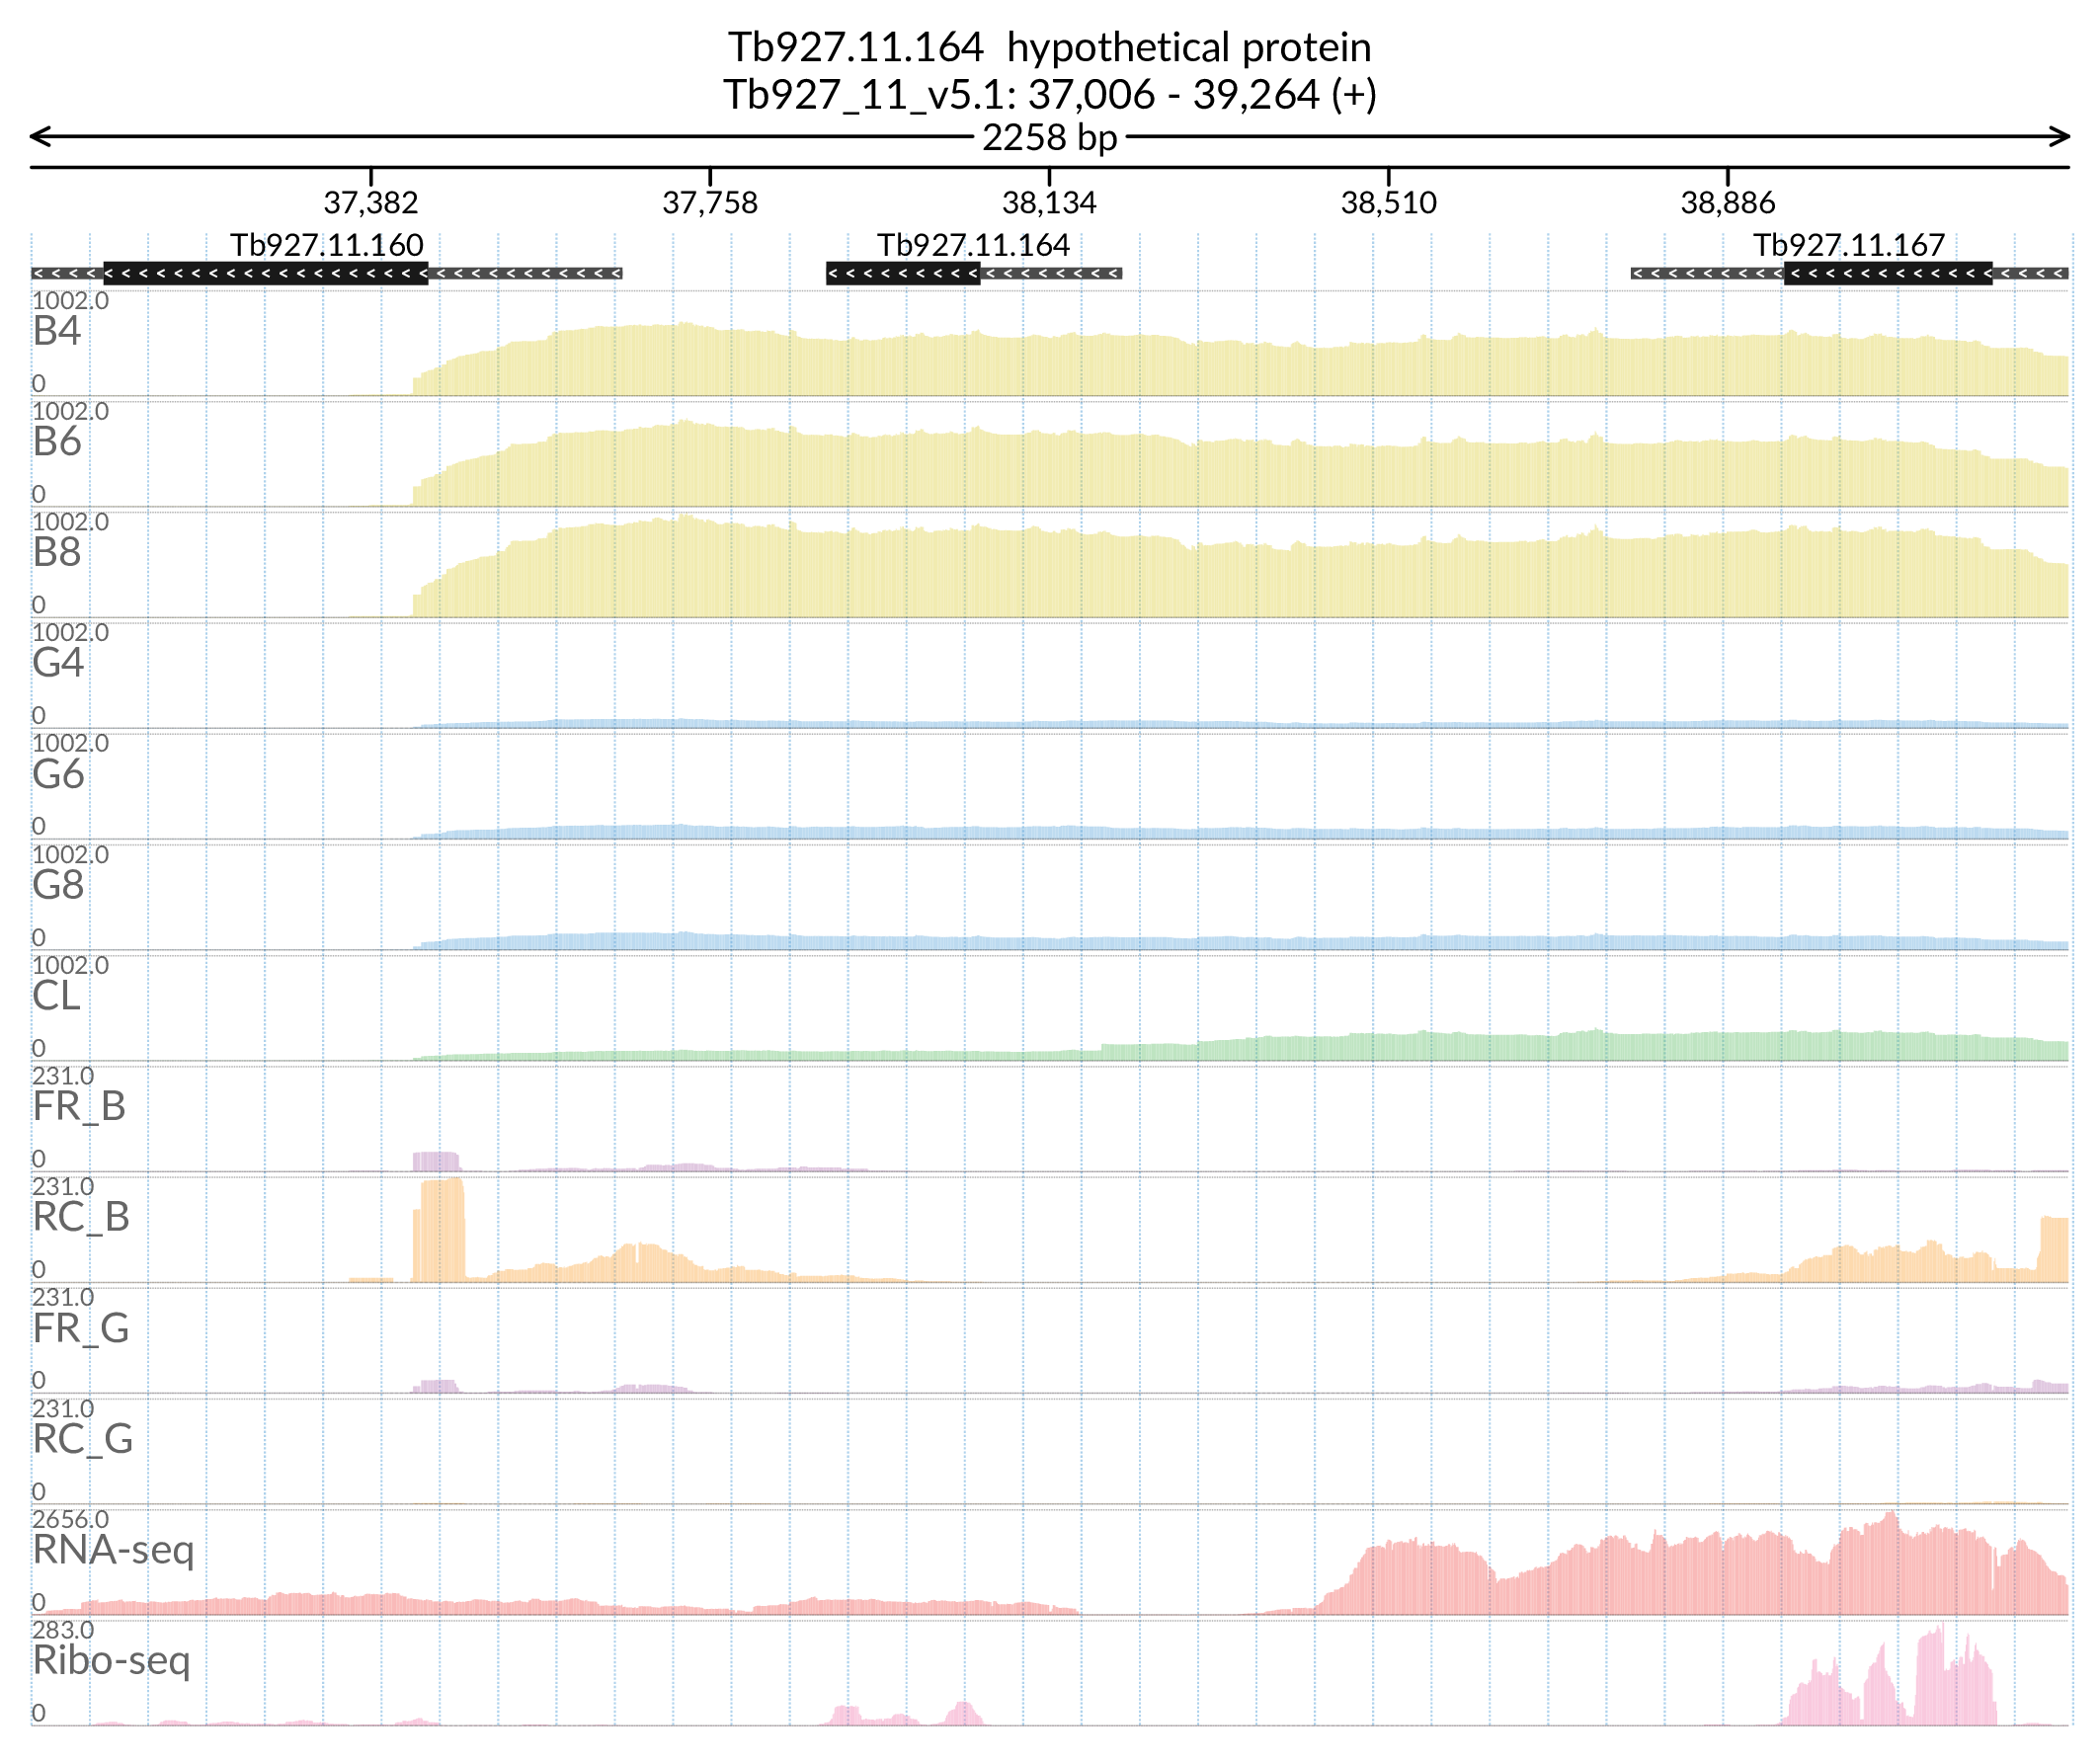 Tb927.11.164  hypothetical protein
Tb927_11_v5.1: 37,006 - 39,264 (+)
2258 bp
37,382 37,758 38,134 38,510 38,886
Tb927.11.160 Tb927.11.164 Tb927.11.167
1002.0
B4
0
1002.0
B6
0
1002.0
B8
0
1002.0
G4
0
1002.0
G6
0
1002.0
G8
0
1002.0
CL
0
231.0
FR_B
0
231.0
RC_B
0
231.0
FR_G
0
231.0
RC_G
0
2656.0
RNA-seq
0
283.0
Ribo-seq
0